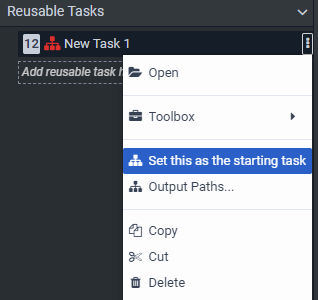 Reusable Tasks
12 New Task 1
Add reusable task h
Open
Toolbox
Set this as the starting task
Output Paths...
Copy
Cut
Delete